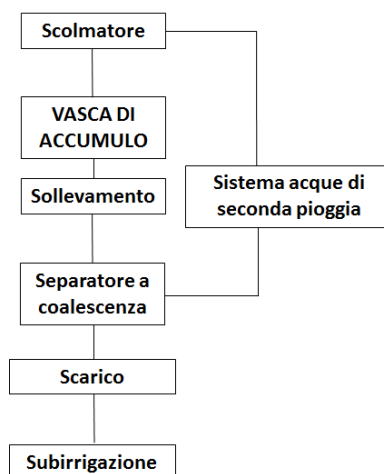 Scolmatore
VASCA DI
ACCUMULO
Sollevamento
Sistema acque di
seconda pioggia
Separatore a
coalescenza
Scarico
Subirrigazione